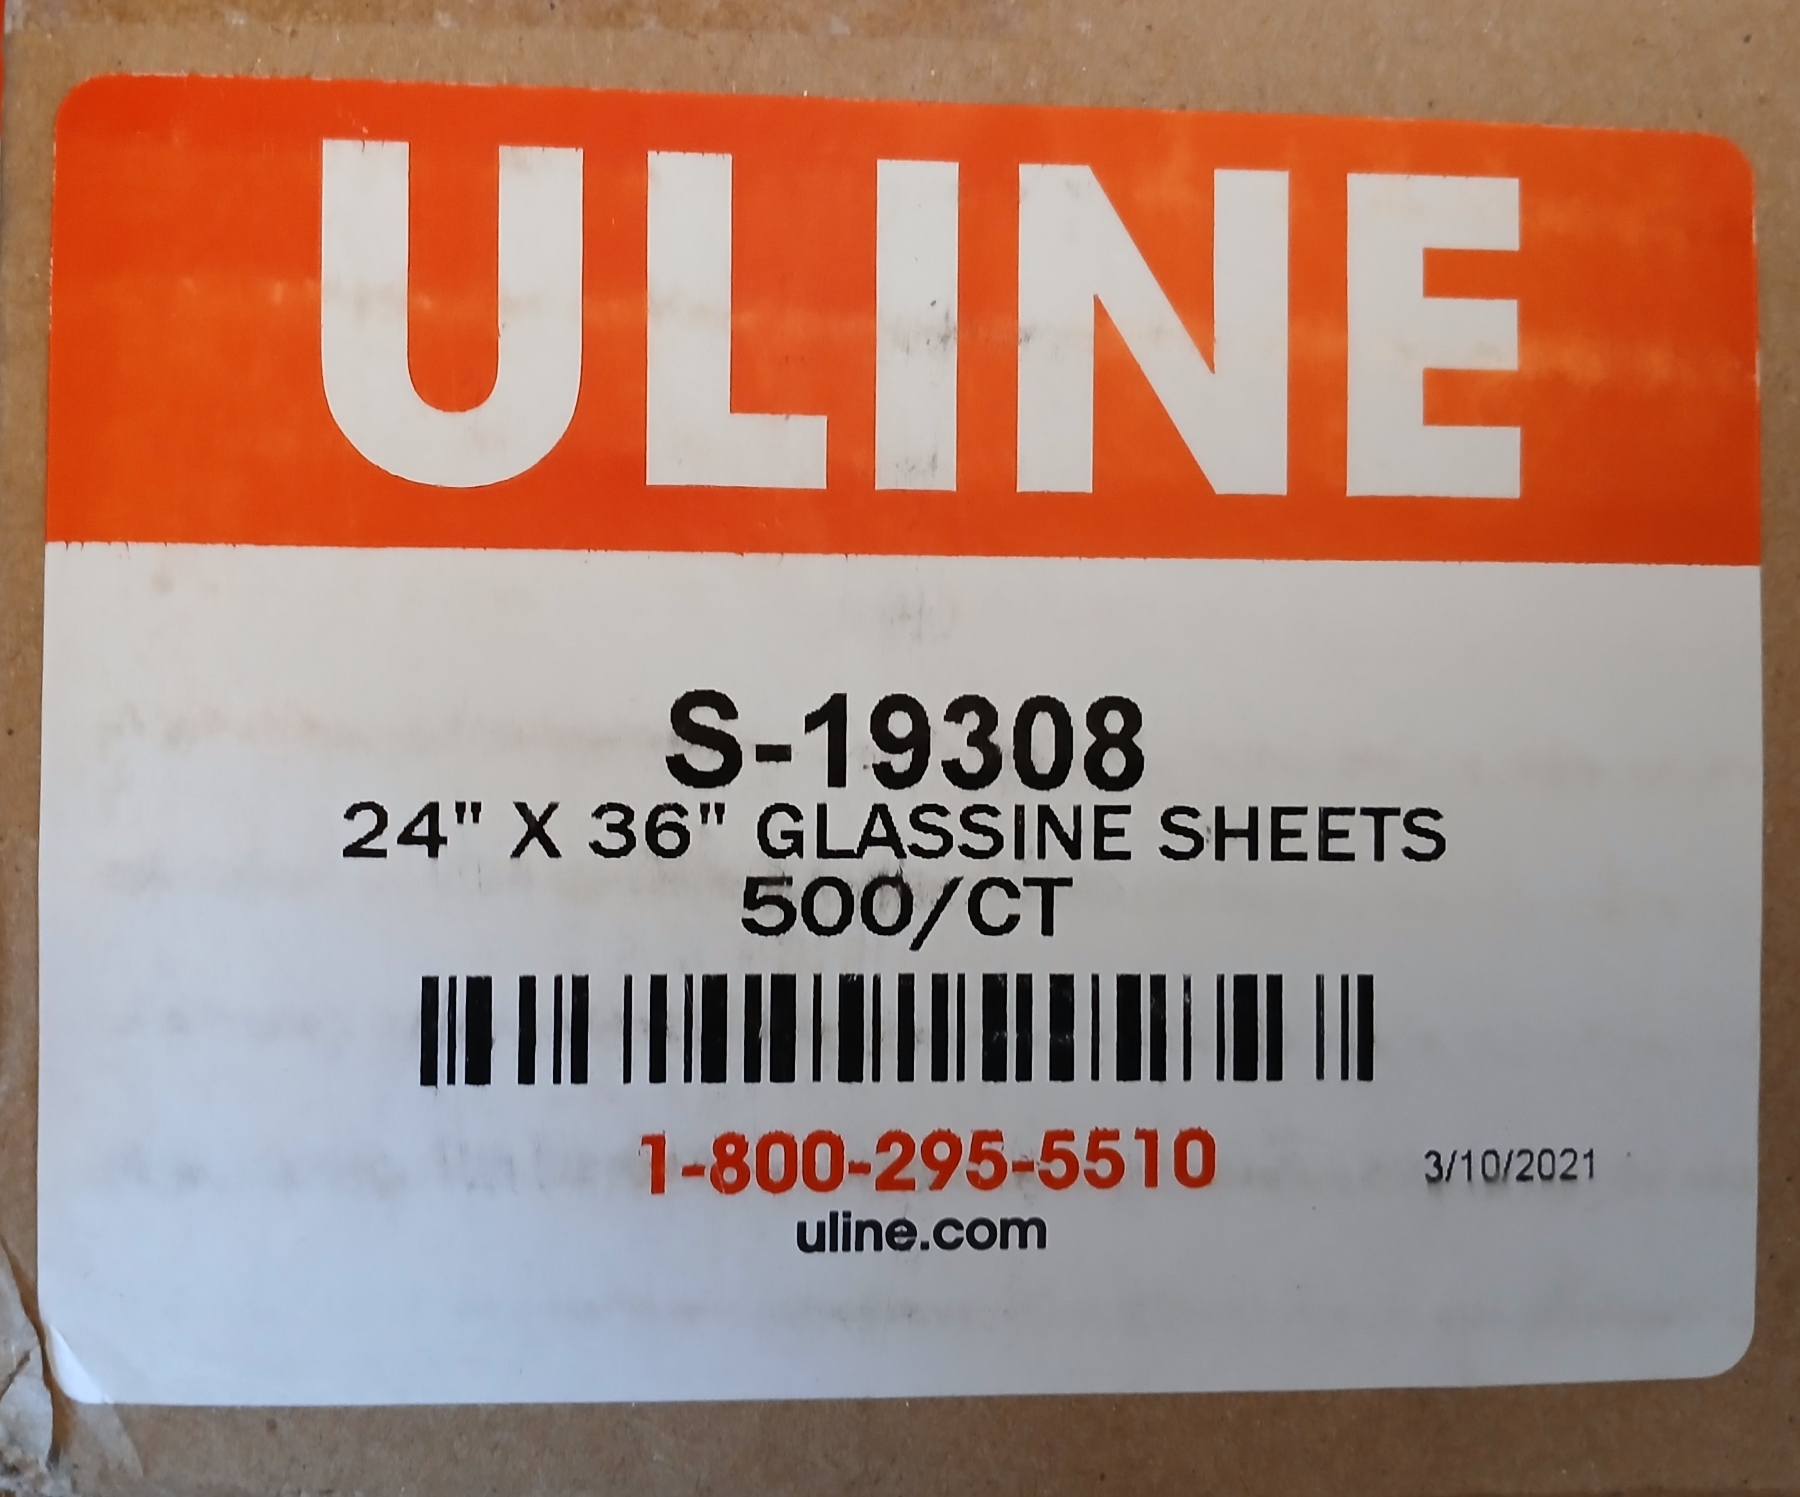 ULINE
S-19308
24" X 36" GLASSINE SHEETS
500/CT
1-800-295-5510
3/10/2021
uline.com